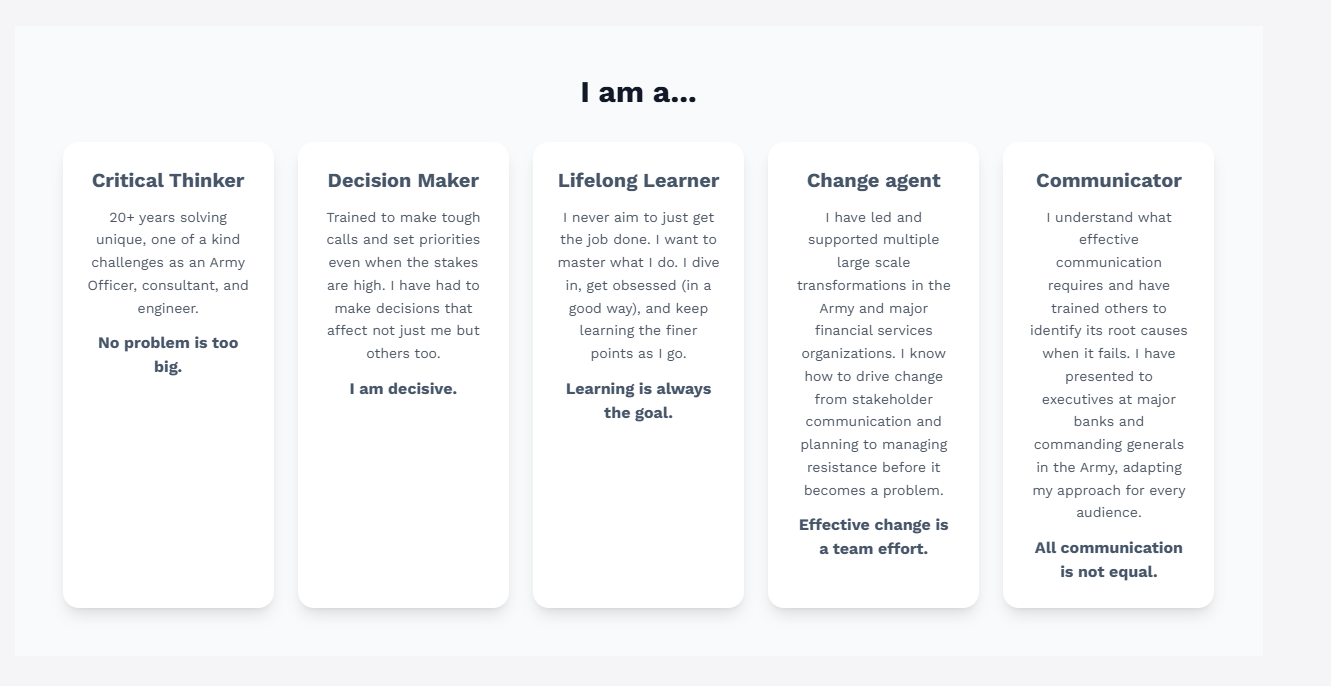 I am a...
Critical Thinker
20+ years solving
unique, one of a kind
challenges as an Army
Officer, consultant, and
engineer.
No problem is too
big.
Decision Maker
Trained to make tough
calls and set priorities
even when the stakes
are high. I have had to
make decisions that
affect not just me but
others too.
I am decisive.
Lifelong Learner
I never aim to just get
the job done. I want to
master what I do. I dive
in, get obsessed (in a
good way), and keep
learning the finer
points as I go.
Learning is always
the goal.
Change agent
I have led and
supported multiple
large scale
transformations in the
Army and major
financial services
organizations. I know
how to drive change
from stakeholder
communication and
planning to managing
resistance before it
becomes a problem.
Effective change is
a team effort.
Communicator
I understand what
effective
communication
requires and have
trained others to
identify its root causes
when it fails. I have
presented to
executives at major
banks and
commanding generals
in the Army, adapting
my approach for every
audience.
All communication
is not equal.